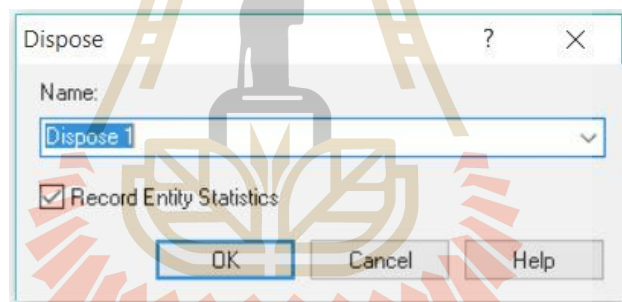 Dispose ?
Name:
Dispose 1
Record Entity Statistics
OK Cancel Help